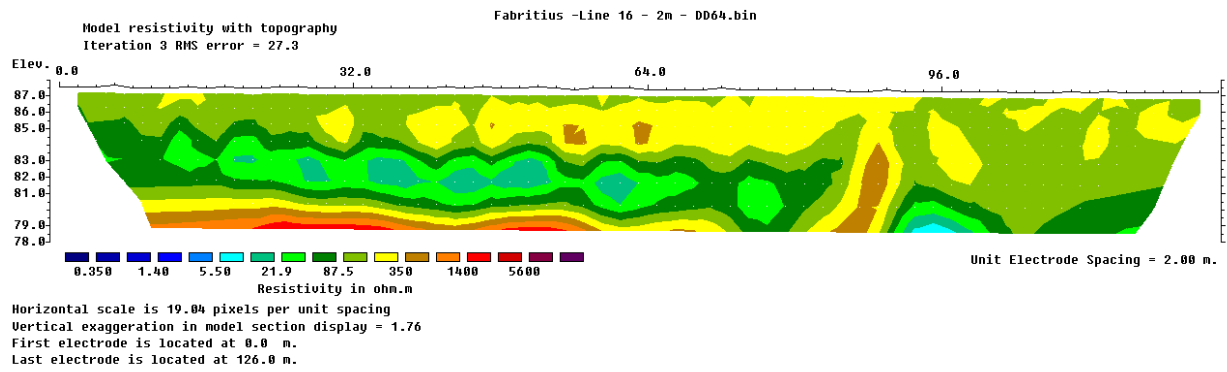 Fabritius -Line 16 - 2m - DD64.bin
Model resistivity with topography
Iteration 3 RMS error = 27.3
Elev. 0.0 32.0 64.0 96.0
87.0
86.0
85.0
83.0
82.0
81.0
79.0
78.0
0.350 1.40 5.50 21.9 87.5 350 1400 5600
Resistivity in ohm.m
Unit Electrode Spacing = 2.00 m.
Horizontal scale is 19.04 pixels per unit spacing
Vertical exaggeration in model section display = 1.76
First electrode is located at 0.0 m.
Last electrode is located at 126.0 m.